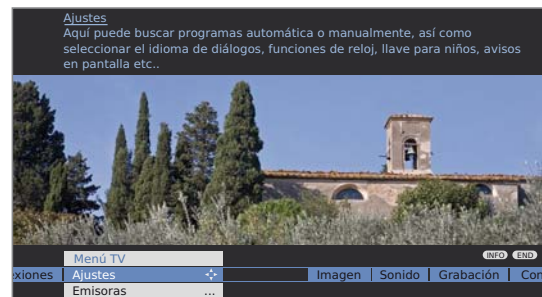 Ajustes
Aquí puede buscar programas automática o manualmente, así como
seleccionar el idioma de diálogos, funciones de reloj, llave para niños, avisos
en pantalla etc..
INFO END
Menú TV
xiones Ajustes Imagen Sonido Grabación Con
Emisoras ...